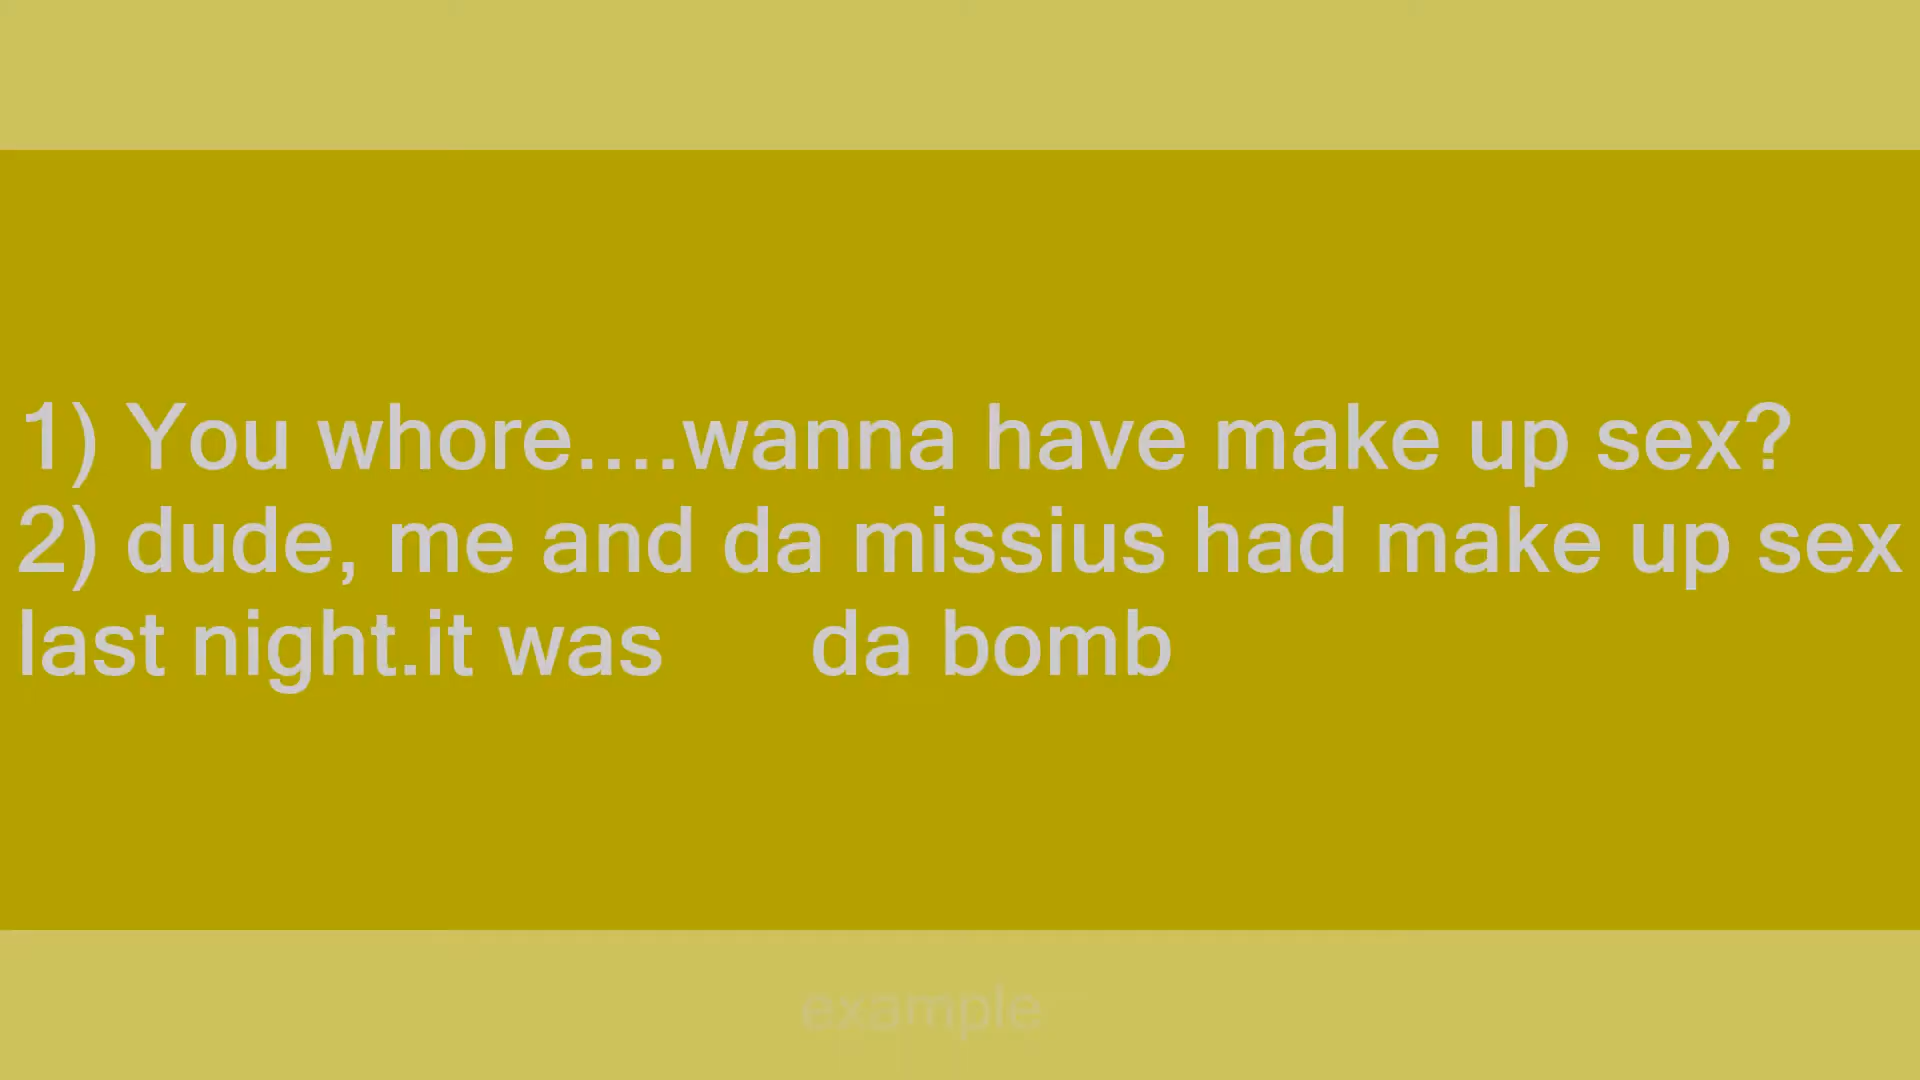 1) You whore....wanna have make up sex?
2) dude, me and da missius had make up sex
last night.it was da bomb
example